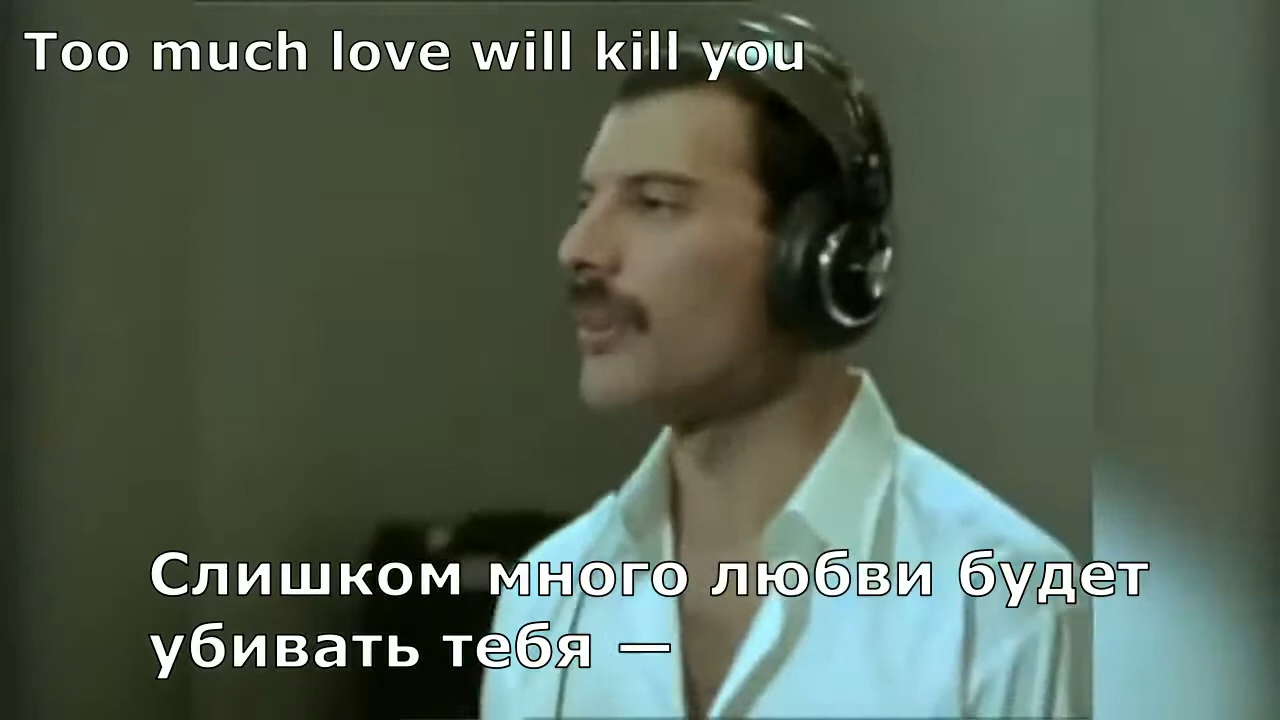 Too much love will kill you
Слишком много любви будет
убивать тебя —